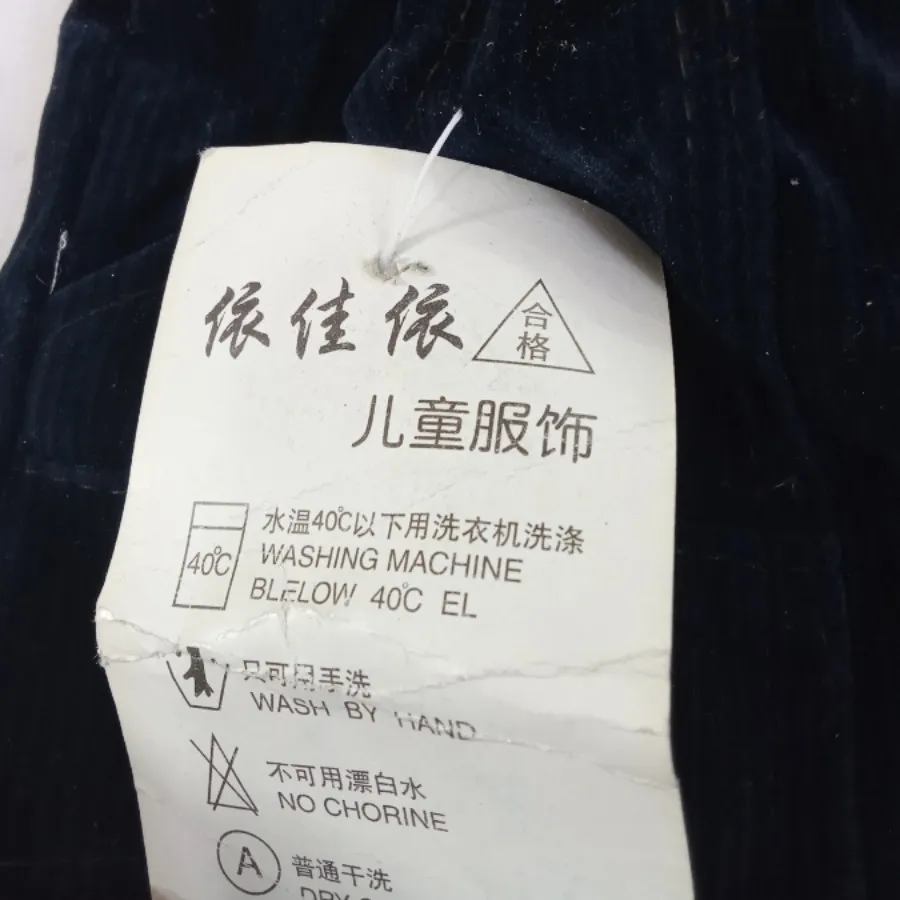 依佳依 合格
儿童服饰
40℃ 水温40℃以下用洗衣机洗涤
WASHING MACHINE
BLELOW 40℃ EL
只可用手洗
WASH BY HAND
不可用漂白水
NO CHORINE
A 普通干洗
DRY